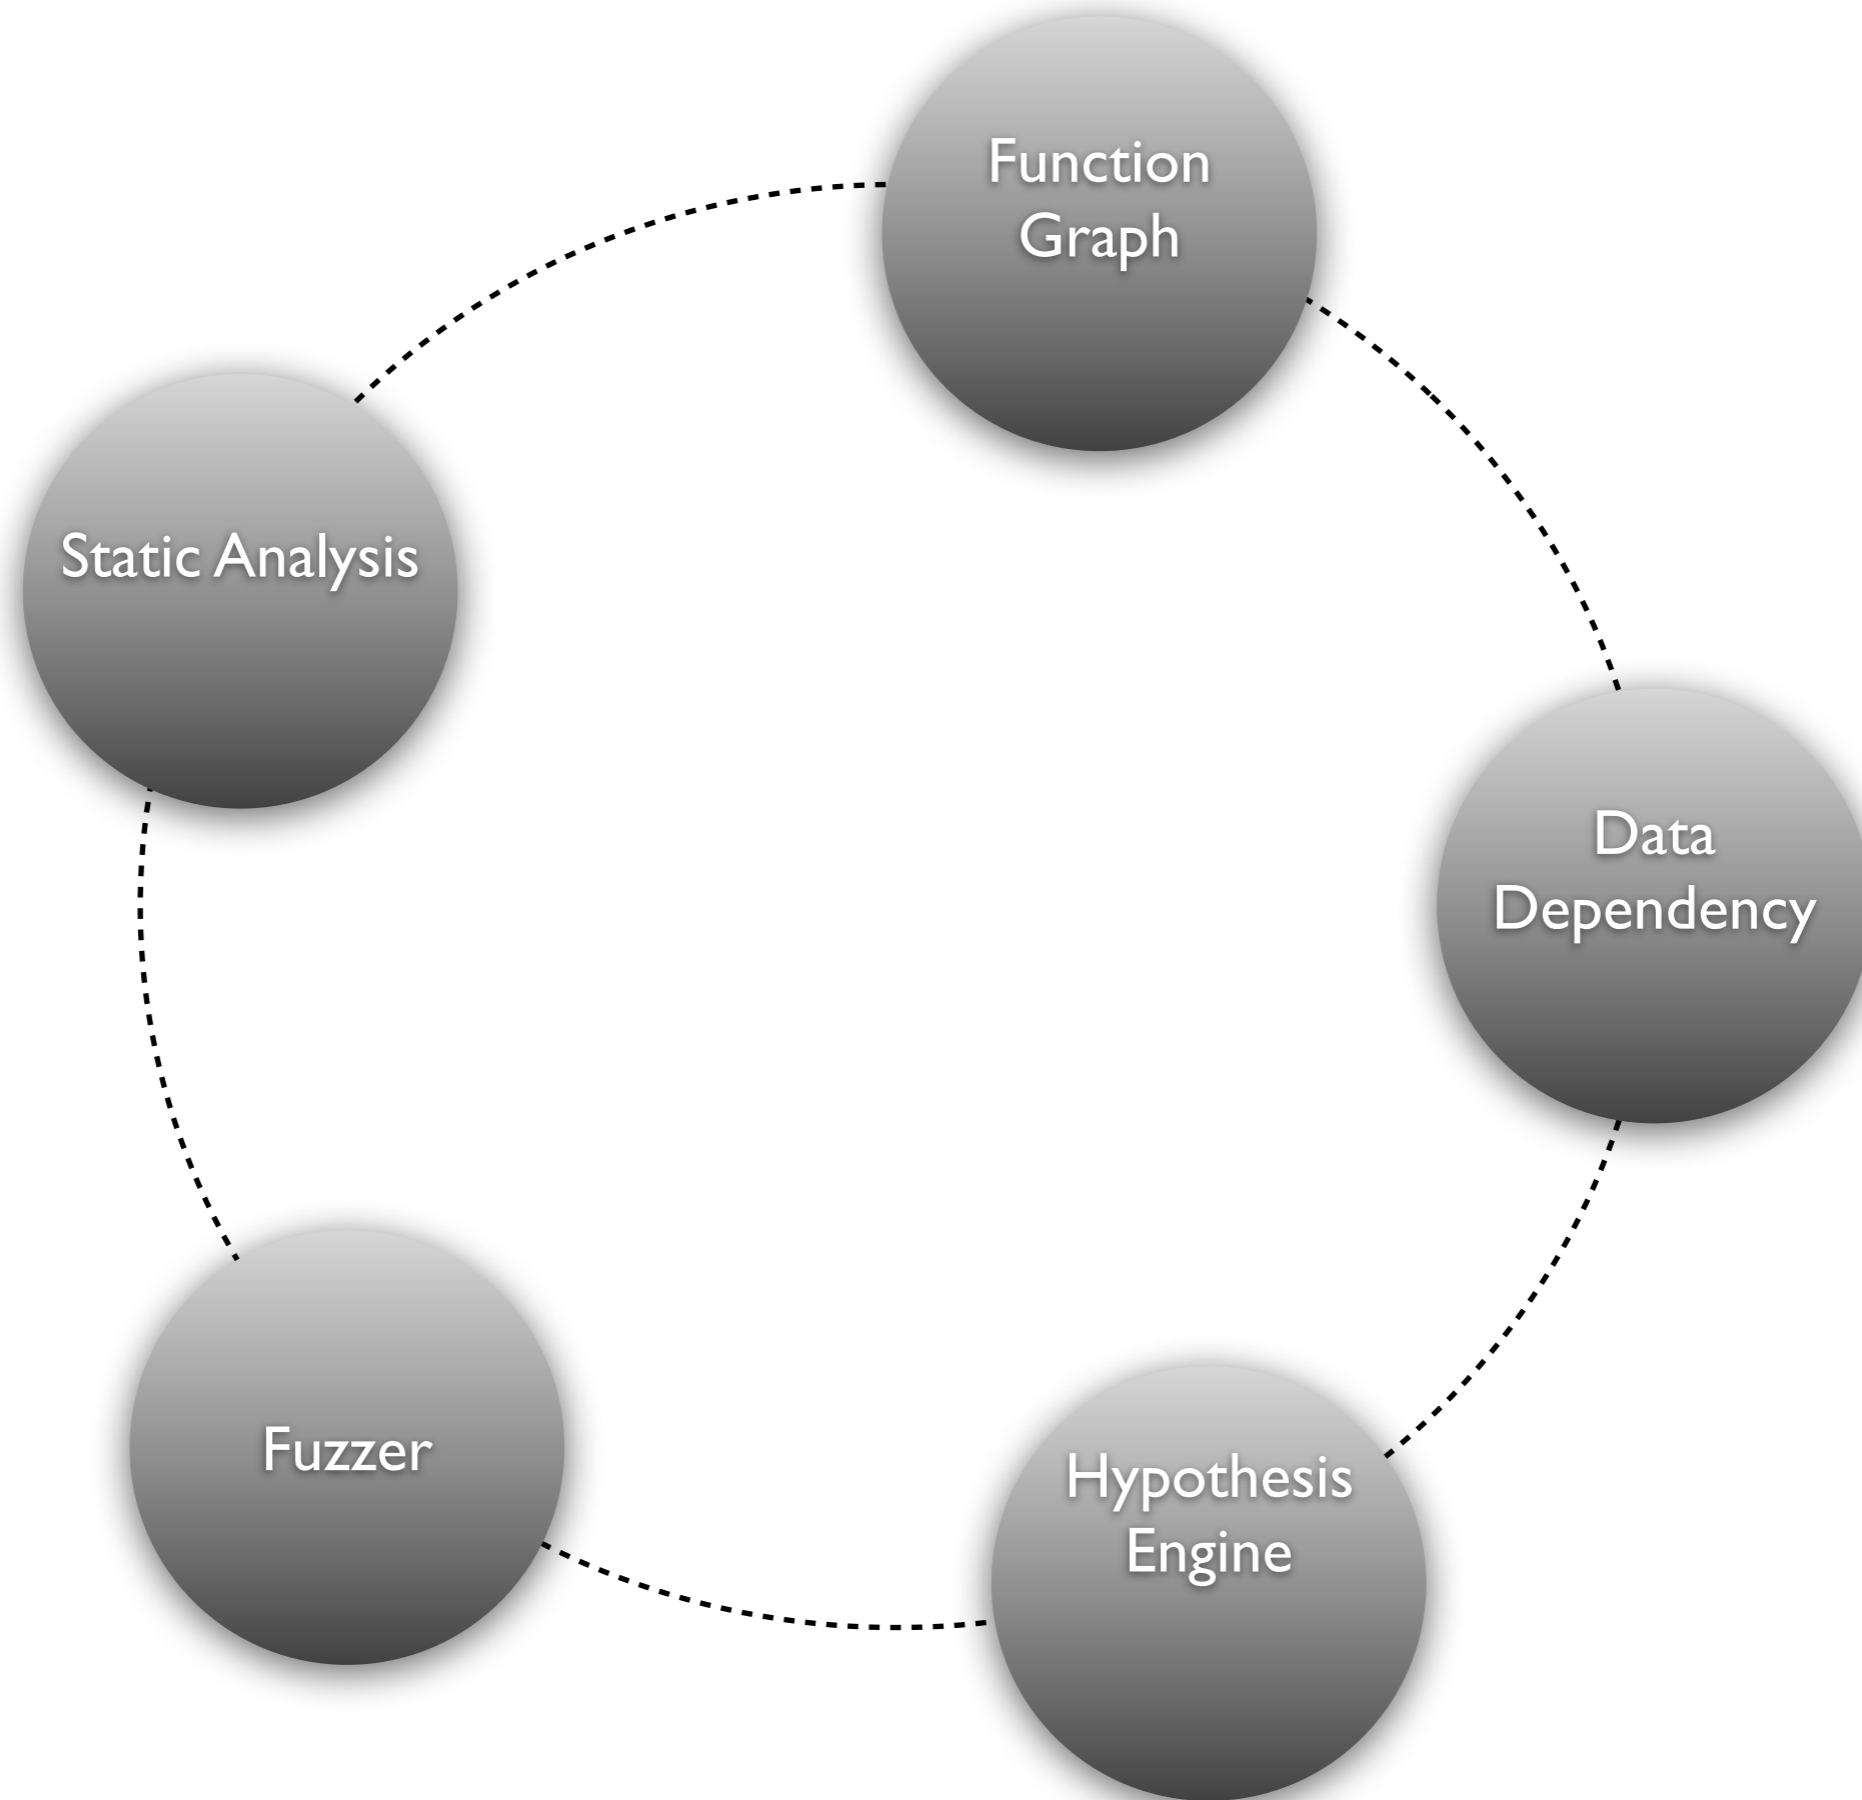 Function
Graph
Static Analysis
Data
Dependency
Fuzzer
Hypothesis
Engine